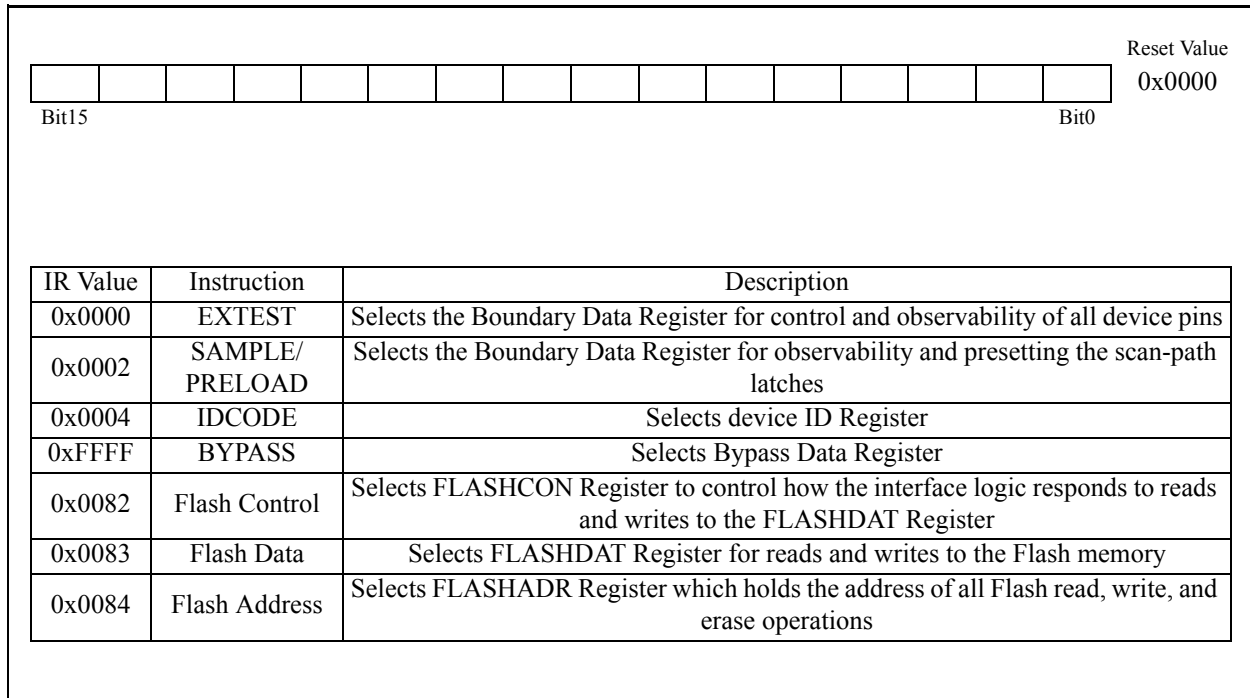 Reset Value
0x0000
Bit15 Bit0
IR Value Instruction Description
0x0000 EXTEST Selects the Boundary Data Register for control and observability of all device pins
0x0002 SAMPLE/
PRELOAD Selects the Boundary Data Register for observability and presetting the scan-path
latches
0x0004 IDCODE Selects device ID Register
0xFFFF BYPASS Selects Bypass Data Register
0x0082 Flash Control Selects FLASHCON Register to control how the interface logic responds to reads
and writes to the FLASHDAT Register
0x0083 Flash Data Selects FLASHDAT Register for reads and writes to the Flash memory
0x0084 Flash Address Selects FLASHADR Register which holds the address of all Flash read, write, and
erase operations